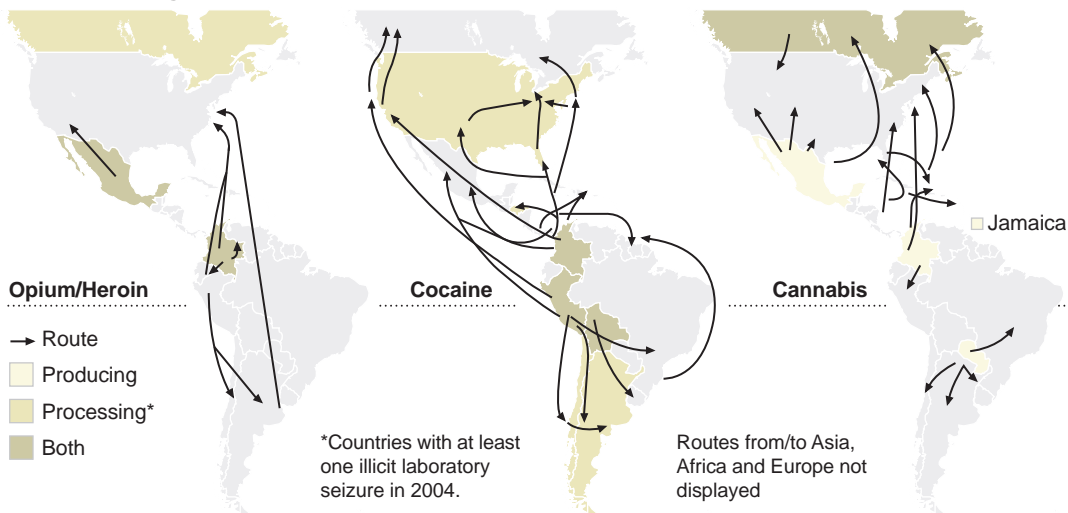 Jamaica
Opium/Heroin
Cocaine
Cannabis
Route
Producing
Processing*
Both
*Countries with at least
one illicit laboratory
seizure in 2004.
Routes from/to Asia,
Africa and Europe not
displayed